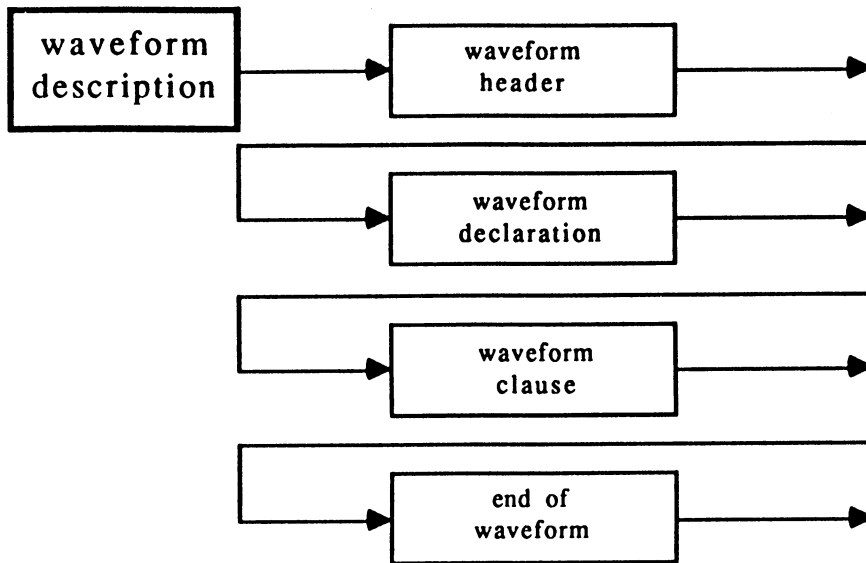 waveform
description
waveform
header
waveform
declaration
waveform
clause
end of
waveform